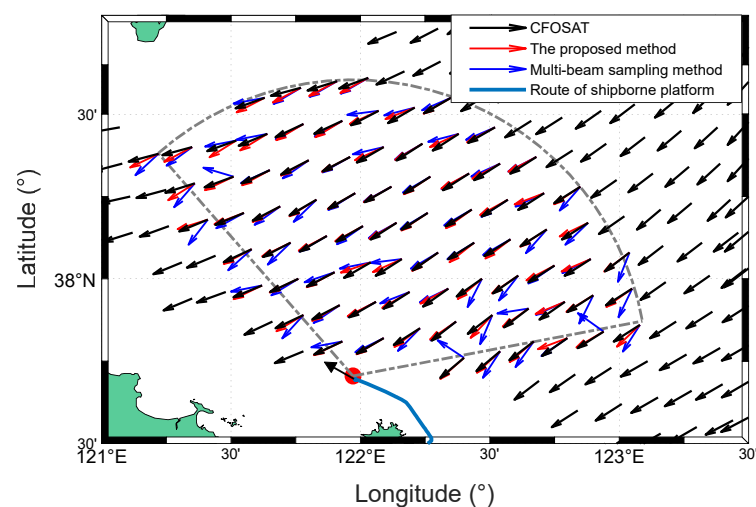 CFOSAT
The proposed method
Multi-beam sampling method
Route of shipborne platform
30'
38°N
30'
121°E 30' 122°E 30' 123°E 30'
Latitude (°)
Longitude (°)